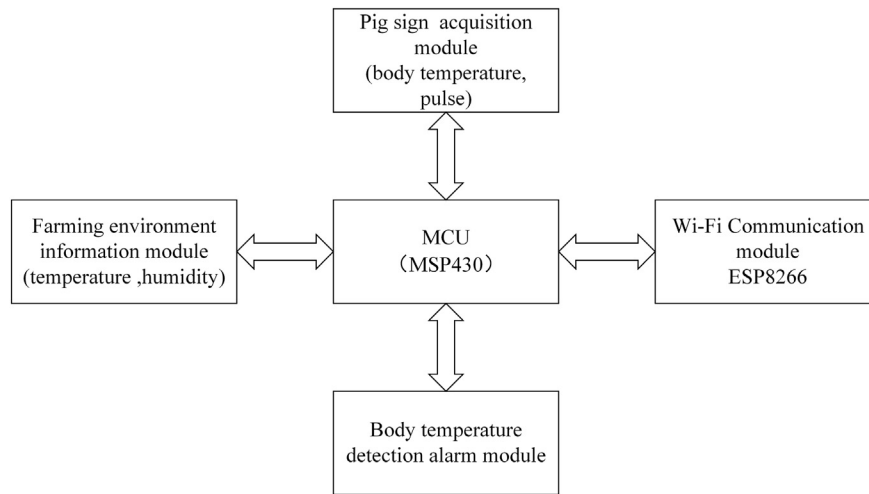 Pig sign acquisition
module
(body temperature,
pulse)
Farming environment
information module
(temperature ,humidity)
MCU
（MSP430）
Wi-Fi Communication
module
ESP8266
Body temperature
detection alarm module